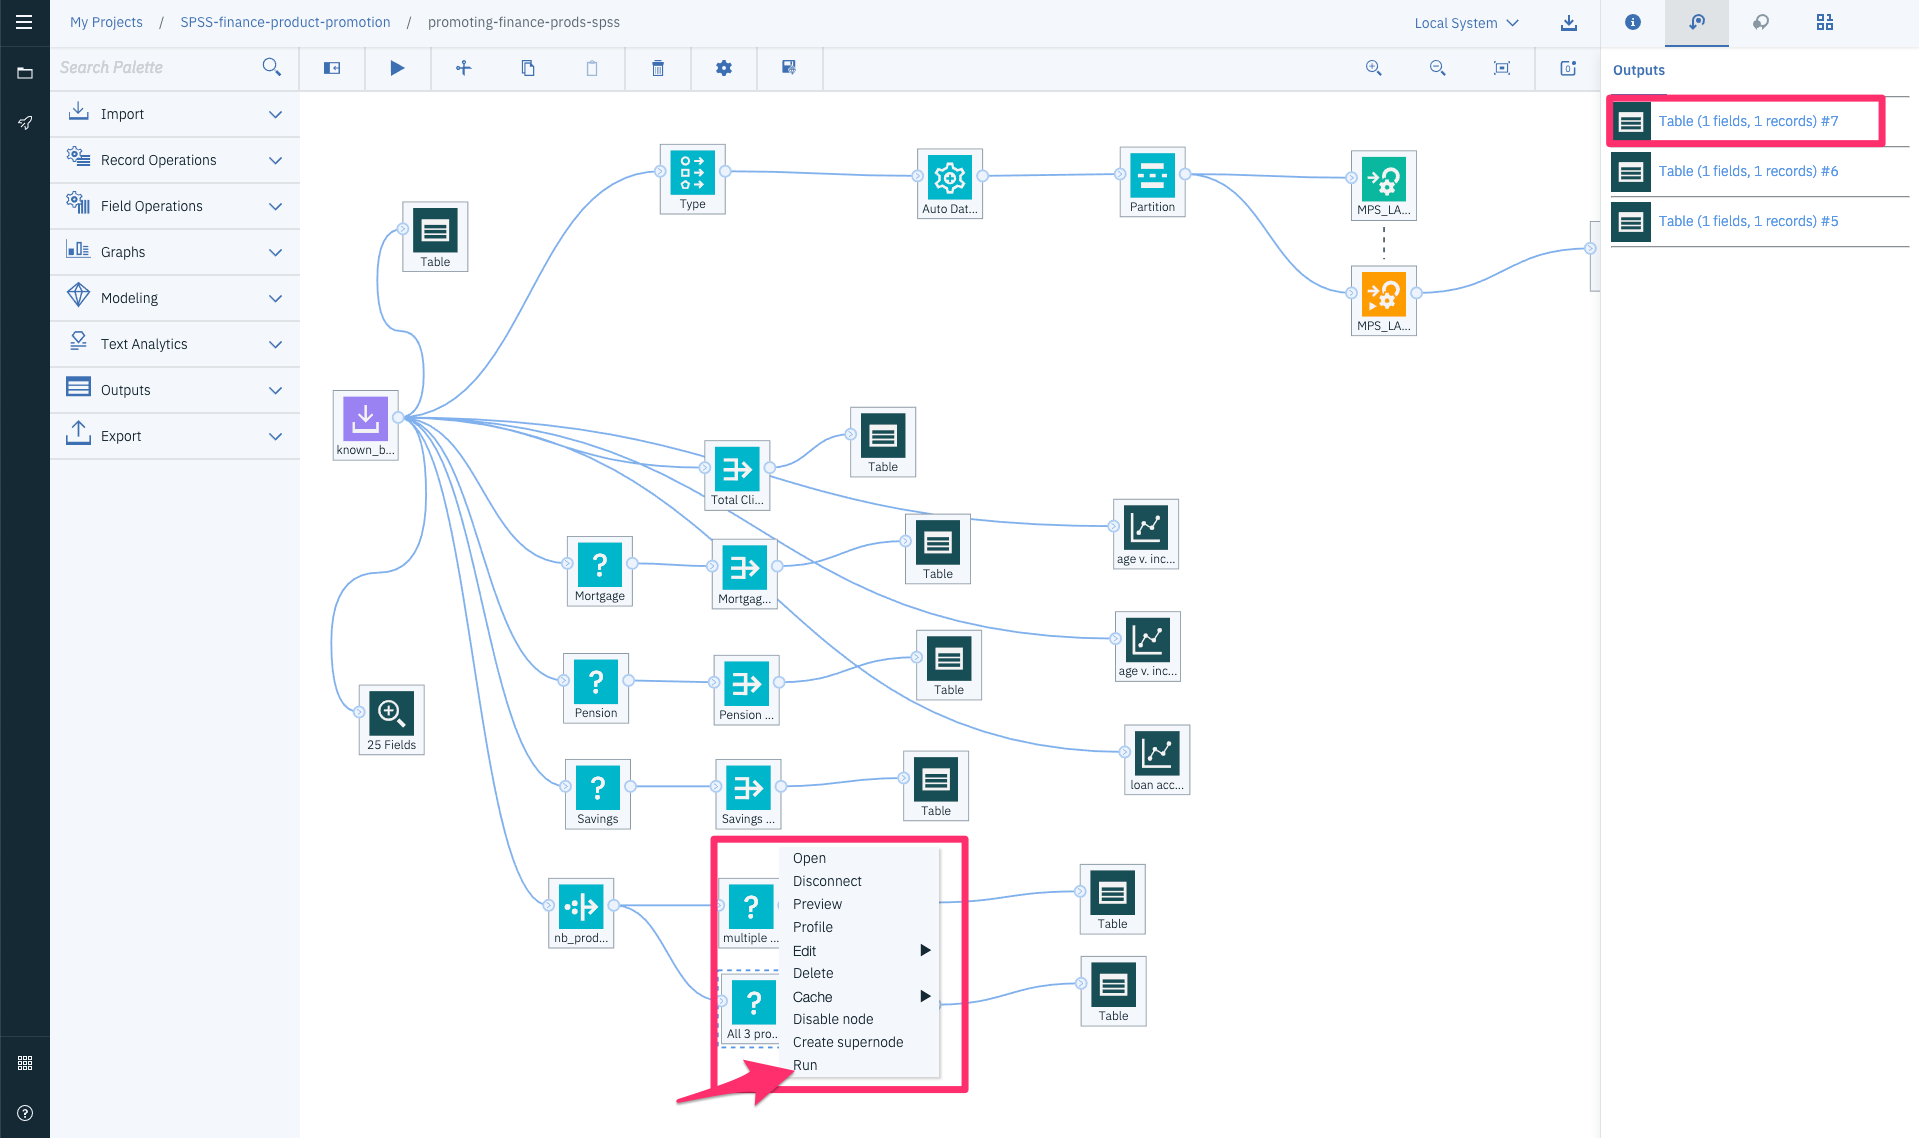 My Projects / SPSS-finance-product-promotion / promoting-finance-prods-spss
Local System
Search Palette
Import
Record Operations
Field Operations
Graphs
Modeling
Text Analytics
Outputs
Export
Outputs
Table (1 fields, 1 records) #7
Table (1 fields, 1 records) #6
Table (1 fields, 1 records) #5
Type
Auto Dat...
Partition
MPS_LA...
Table
MPS_LA...
known_b...
Table
Total Cli...
Table
age v. inc...
Mortgage
Mortgag...
Table
age v. inc...
Pension
Pension ...
25 Fields
Table
loan acc...
Savings
Savings ...
Table
nb_prod...
multiple ...
All 3 pro...
Open
Disconnect
Preview
Profile
Edit
Delete
Cache
Disable node
Create supernode
Run
Table
Table